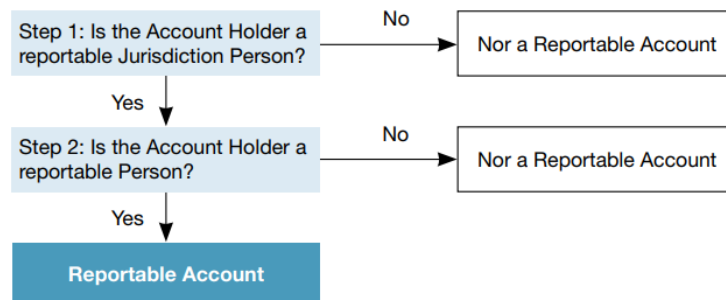 Step 1: Is the Account Holder a
reportable Jurisdiction Person?
No
Nor a Reportable Account
Yes
Step 2: Is the Account Holder a
reportable Person?
No
Nor a Reportable Account
Yes
Reportable Account